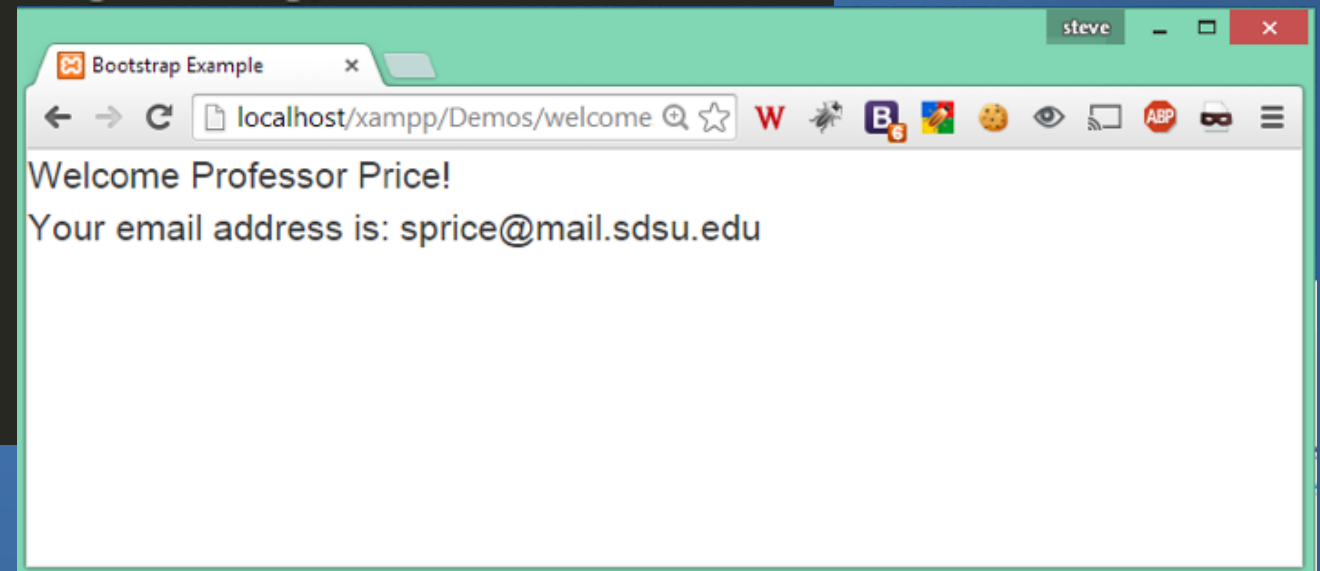 steve
Bootstrap Example
localhost/xampp/Demos/welcome
W
B
6
ABP
Welcome Professor Price!
Your email address is: sprice@mail.sdsu.edu